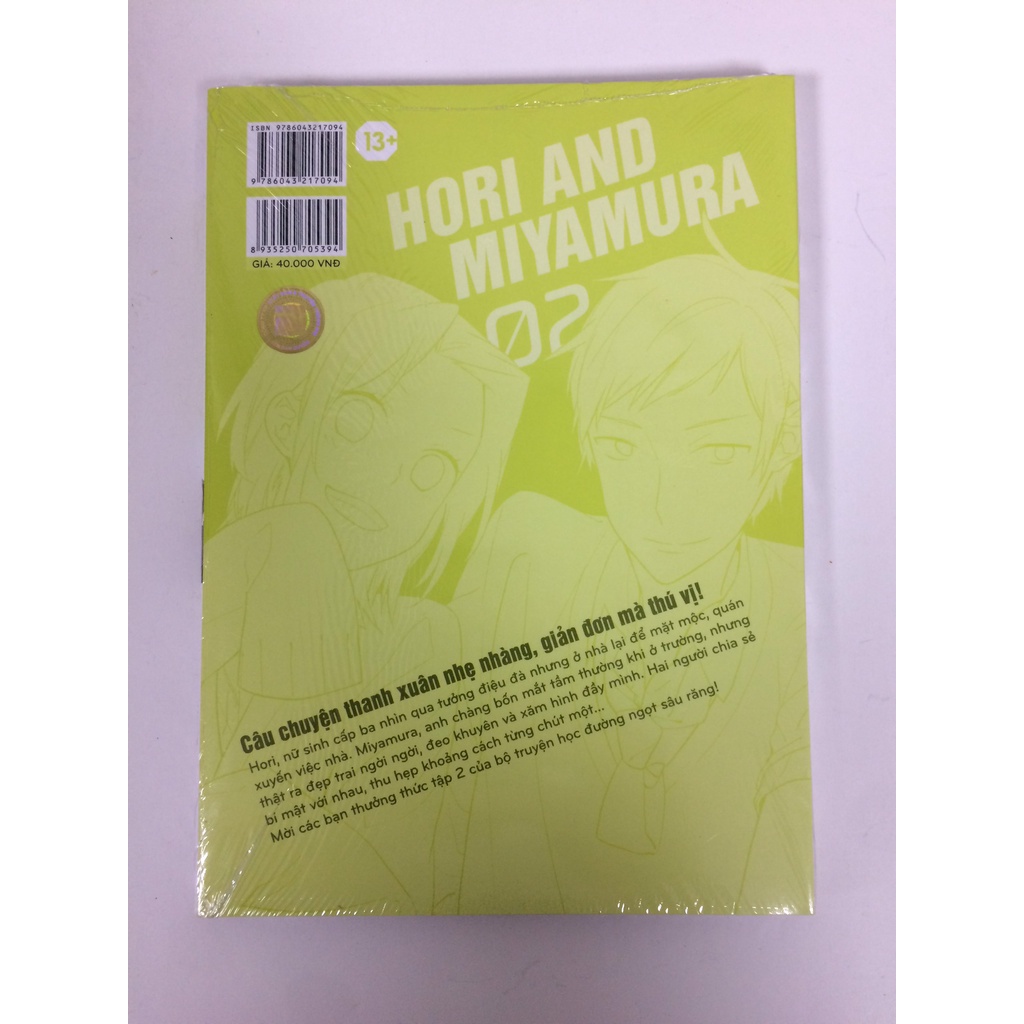 ISBN 9786043217094
9 786043 217094
13+
8 935250 705394
GIÁ: 40.000 VNĐ
HORI AND
MIYAMURA
02
Câu chuyện thanh xuân nhẹ nhàng, giản đơn mà thú vị!
Hori, nữ sinh cấp ba nhìn qua tưởng điệu đà nhưng ở nhà lại để mặt mộc, quán
xuyến việc nhà. Miyamura, anh chàng bốn mắt tầm thường khi ở trường, nhưng
thật ra đẹp trai ngời ngời, đeo khuyên và xăm hình đầy mình. Hai người chia sẻ
bí mật với nhau, thu hẹp khoảng cách từng chút một...
Mời các bạn thưởng thức tập 2 của bộ truyện học đường ngọt sâu răng!